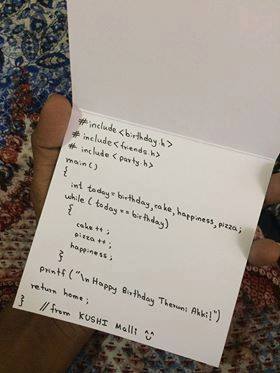 # include <birthday.h>
# include <friends.h>
# include <party.h>
main()
{
int today=birthday,cake,happiness,pizza;
while (today==birthday)
{
cake++;
pizza++;
happiness;
}
printf ("\n Happy Birthday Theruni Akki!")
return home;
}
// from KUSHI Malli